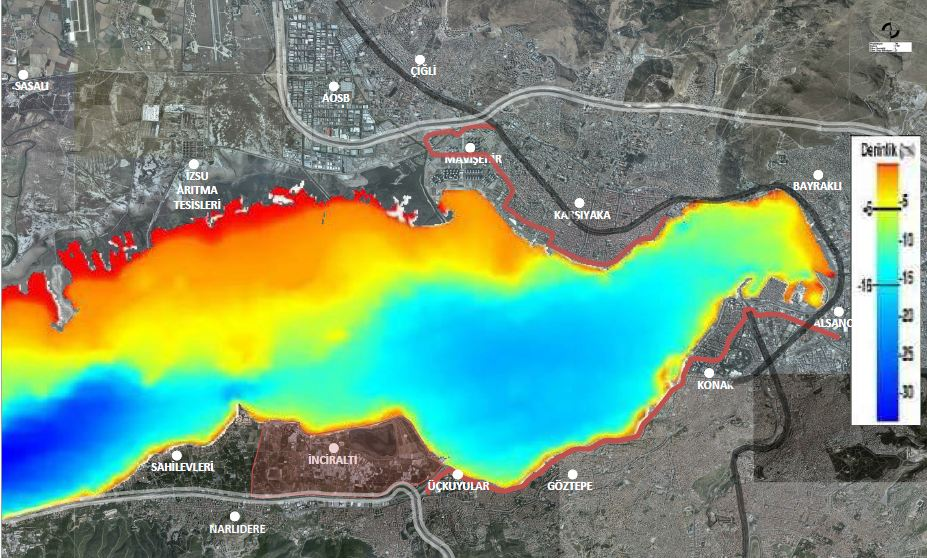 SASALI
ÇİĞLİ
AOSB
MAVİŞEHİR
İZSU
ARITMA
TESİSLERİ
KARŞIYAKA
BAYRAKLI
Derinlik (m)
-5
-5
-10
-15
-15
-20
-25
-30
ALSANC
KONAK
İNCİRALTI
SAHİLEVLERİ
ÜÇKUYULAR
GÖZTEPE
NARLIDERE